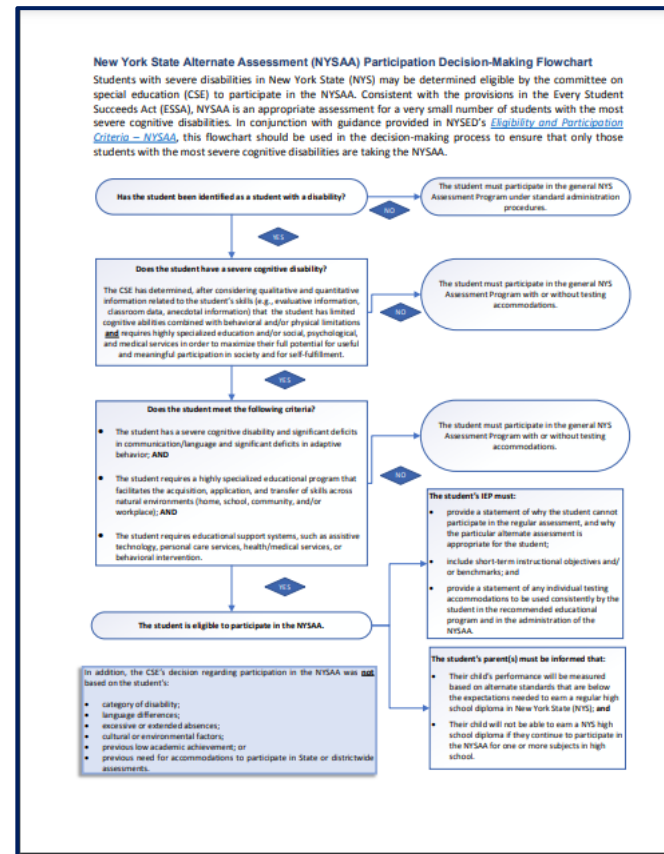 New York State Alternate Assessment (NYSAA) Participation Decision-Making Flowchart
Students with severe disabilities in New York State (NYS) may be determined eligible by the committee on
special education (CSE) to participate in the NYSAA. Consistent with the provisions in the Every Student
Succeeds Act (ESSA), NYSAA is an appropriate assessment for a very small number of students with the most
severe cognitive disabilities. In conjunction with guidance provided in NYSED's Eligibility and Participation
Criteria – NYSAA, this flowchart should be used in the decision-making process to ensure that only those
students with the most severe cognitive disabilities are taking the NYSAA.
Has the student been identified as a student with a disability?
NO
The student must participate in the general NYS
Assessment Program under standard administration
procedures.
YES
Does the student have a severe cognitive disability?
The CSE has determined, after considering qualitative and quantitative
information related to the student's skills (e.g., evaluative information,
classroom data, anecdotal information) that the student has limited
cognitive abilities combined with behavioral and/or physical limitations
and requires highly specialized education and/or social, psychological,
and medical services in order to maximize their full potential for useful
and meaningful participation in society and for self-fulfillment.
NO
The student must participate in the general NYS
Assessment Program with or without testing
accommodations.
YES
Does the student meet the following criteria?
• The student has a severe cognitive disability and significant deficits
in communication/language and significant deficits in adaptive
behavior; AND
• The student requires a highly specialized educational program that
facilitates the acquisition, application, and transfer of skills across
natural environments (home, school, community, and/or
workplace); AND
• The student requires educational support systems, such as assistive
technology, personal care services, health/medical services, or
behavioral intervention.
NO
The student must participate in the general NYS
Assessment Program with or without testing
accommodations.
YES
The student is eligible to participate in the NYSAA.
The student's IEP must:
• provide a statement of why the student cannot
participate in the regular assessment, and why
the particular alternate assessment is
appropriate for the student;
• include short-term instructional objectives and/
or benchmarks; and
• provide a statement of any individual testing
accommodations to be used consistently by the
student in the recommended educational
program and in the administration of the
NYSAA.
The student's parent(s) must be informed that:
• Their child's performance will be measured
based on alternate standards that are below
the expectations needed to earn a regular high
school diploma in New York State (NYS); and
• Their child will not be able to earn a NYS high
school diploma if they continue to participate in
the NYSAA for one or more subjects in high
school.
In addition, the CSE's decision regarding participation in the NYSAA was not
based on the student's:
• category of disability;
• language differences;
• excessive or extended absences;
• cultural or environmental factors;
• previous low academic achievement; or
• previous need for accommodations to participate in State or districtwide
assessments.